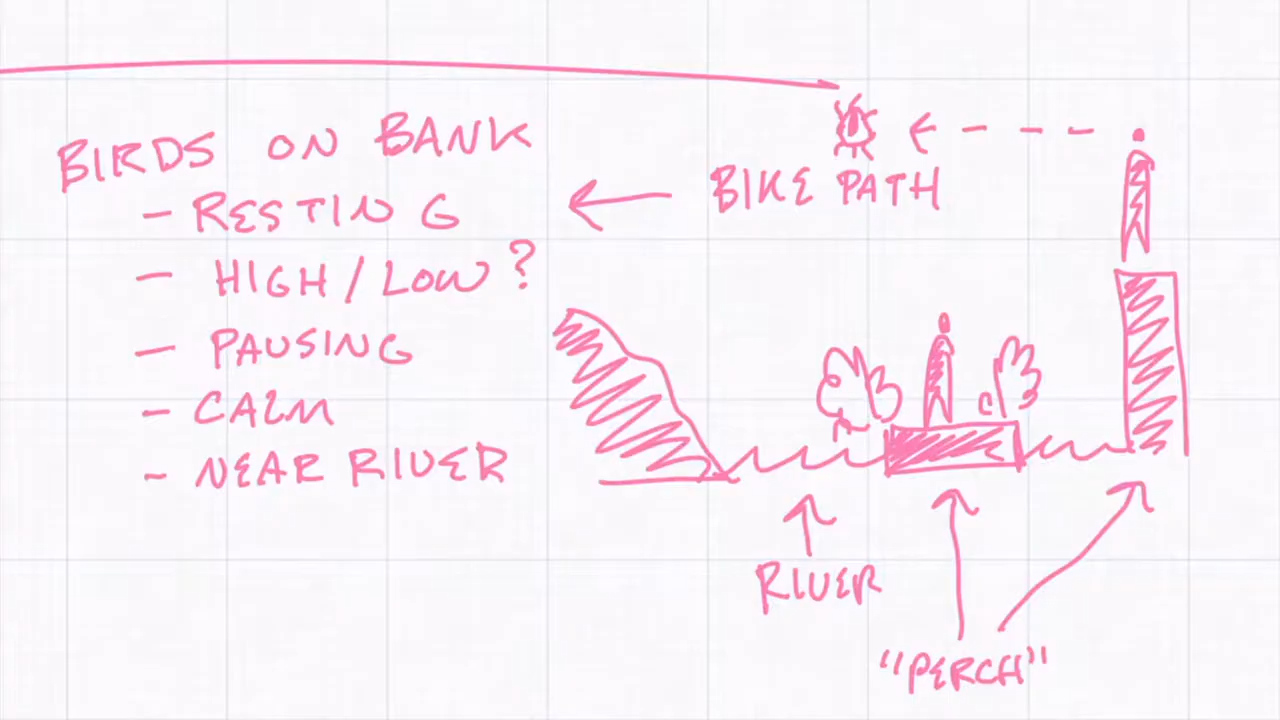 BIRDS ON BANK
- RESTING
- HIGH/LOW?
- PAUSING
- CALM
- NEAR RIVER
BIKE PATH
RIVER
"PERCH"